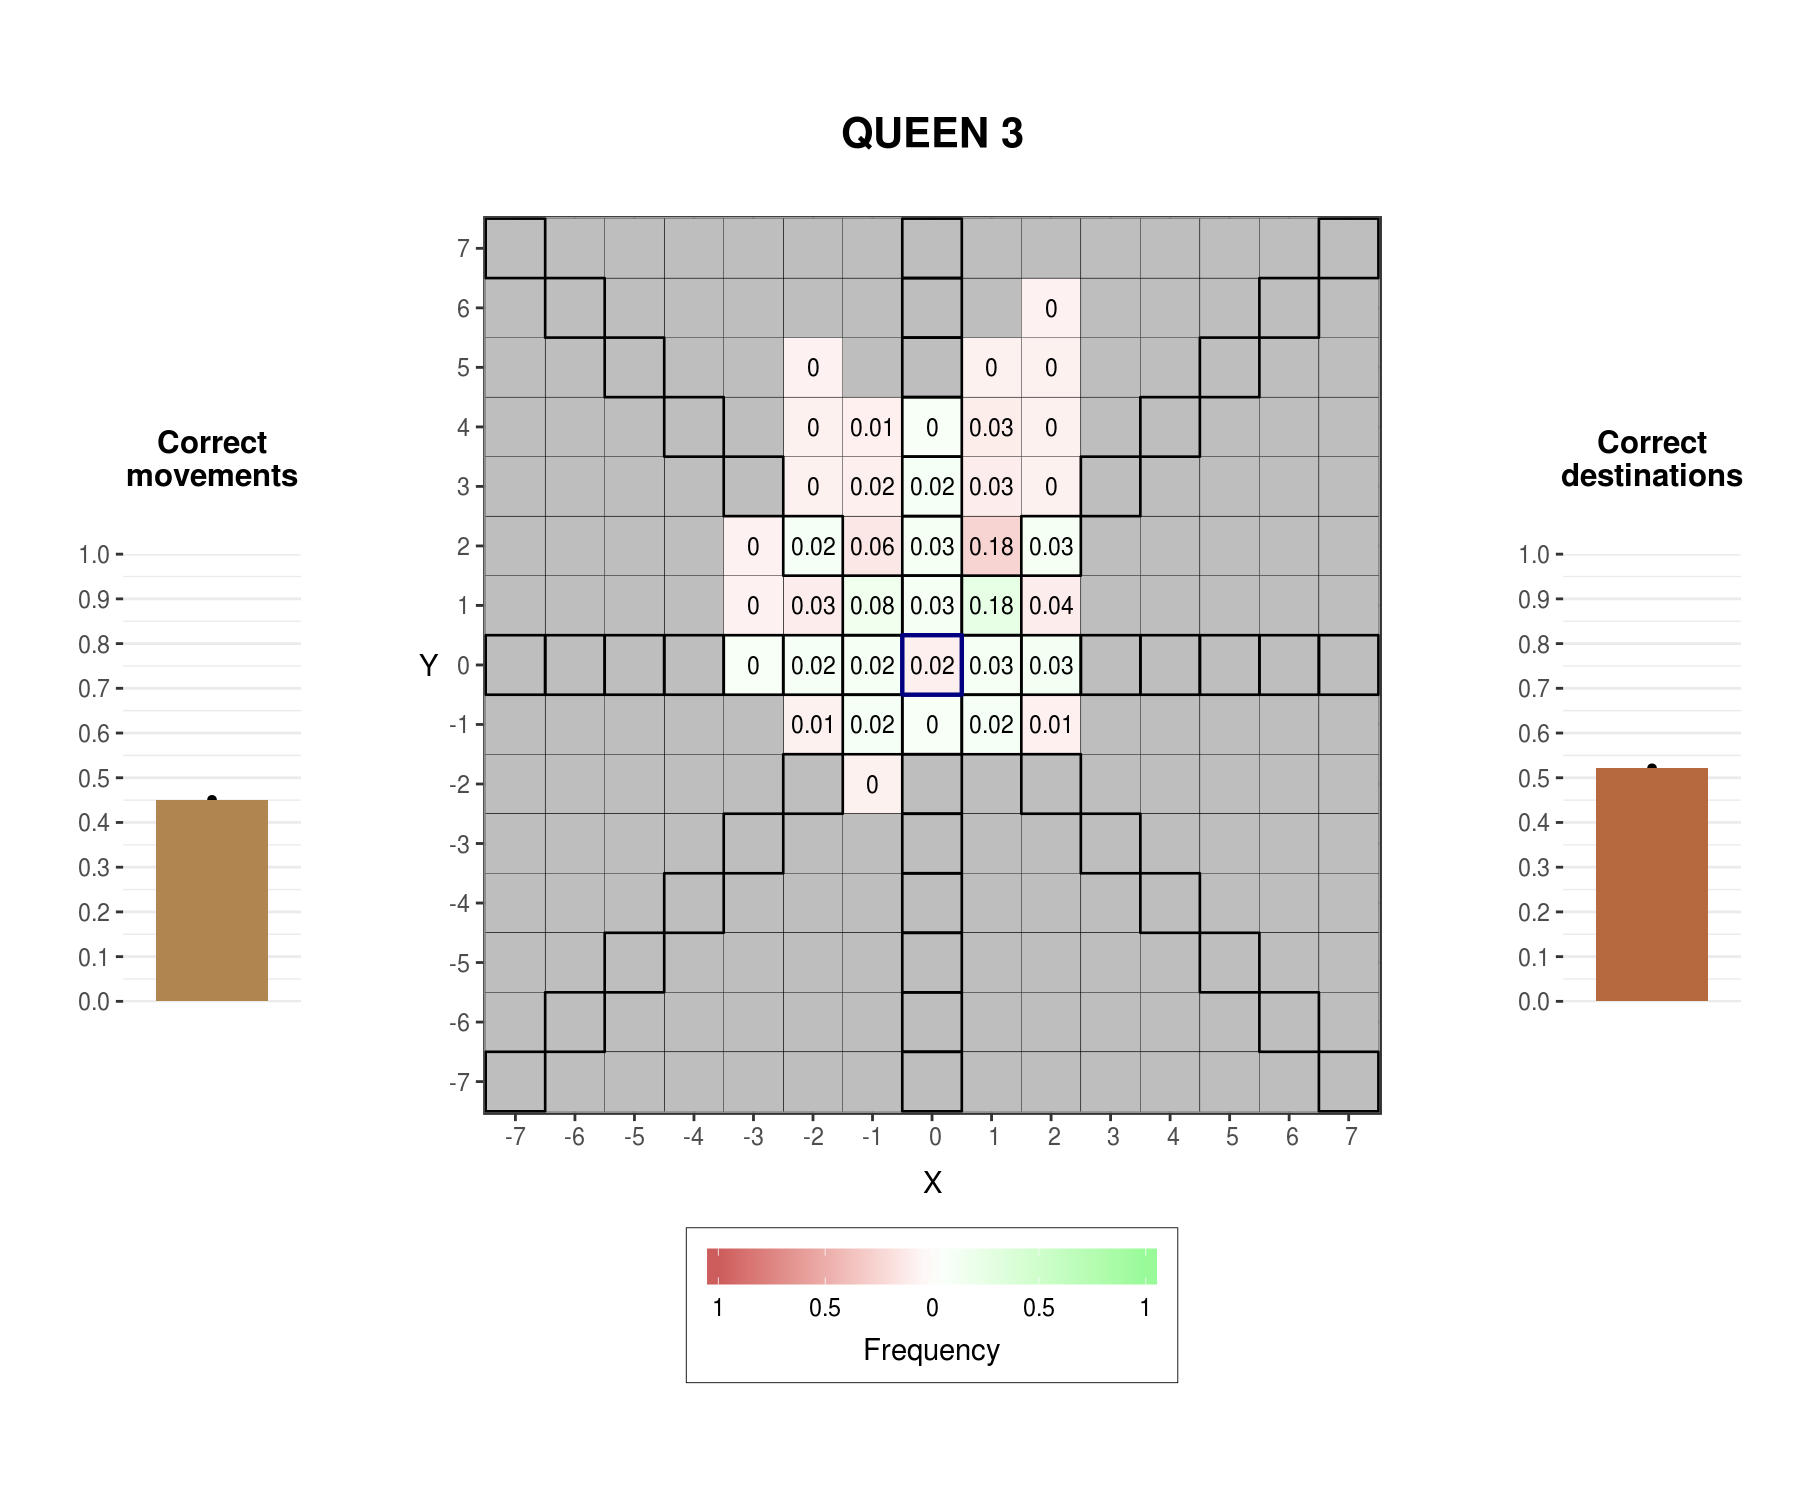 QUEEN 3
Correct
movements
1.0
0.9
0.8
0.7
0.6
0.5
0.4
0.3
0.2
0.1
0.0
Y
7
6 0
5 0 0 0
4 0 0.01 0 0.03 0
3 0 0.02 0.02 0.03 0
2 0 0.02 0.06 0.03 0.18 0.03
1 0 0.03 0.08 0.03 0.18 0.04
0 0 0.02 0.02 0.02 0.03 0.03
-1 0.01 0.02 0 0.02 0.01
-2 0
-3
-4
-5
-6
-7
-7 -6 -5 -4 -3 -2 -1 0 1 2 3 4 5 6 7
X
1 0.5 0 0.5 1
Frequency
Correct
destinations
1.0
0.9
0.8
0.7
0.6
0.5
0.4
0.3
0.2
0.1
0.0